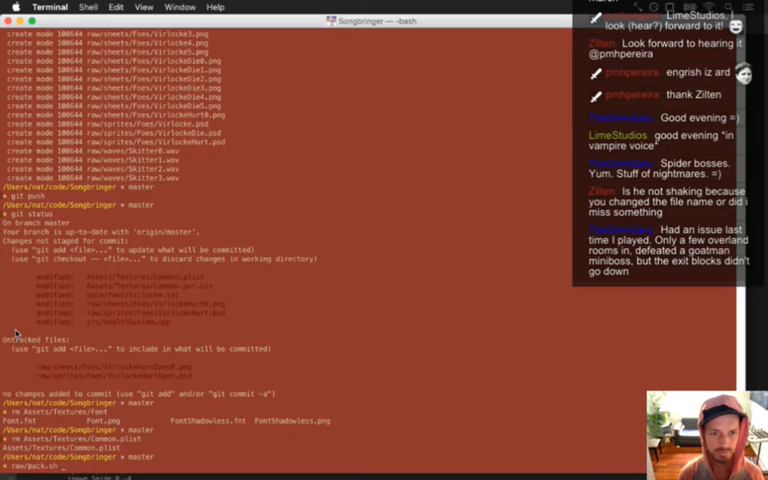 Terminal Shell Edit View Window Help
Songbringer — -bash
create mode 100644 raw/sheets/Foes/Virlocke3.png
create mode 100644 raw/sheets/Foes/Virlocke4.png
create mode 100644 raw/sheets/Foes/Virlocke5.png
create mode 100644 raw/sheets/Foes/VirlockeDie0.png
create mode 100644 raw/sheets/Foes/VirlockeDie1.png
create mode 100644 raw/sheets/Foes/VirlockeDie2.png
create mode 100644 raw/sheets/Foes/VirlockeDie3.png
create mode 100644 raw/sheets/Foes/VirlockeDie4.png
create mode 100644 raw/sheets/Foes/VirlockeDie5.png
create mode 100644 raw/sheets/Foes/VirlockeHurt0.png
create mode 100644 raw/sprites/Foes/Virlocke.psd
create mode 100644 raw/sprites/Foes/VirlockeDie.psd
create mode 100644 raw/sprites/Foes/VirlockeHurt.psd
create mode 100644 raw/waves/Skitter0.wav
create mode 100644 raw/waves/Skitter1.wav
create mode 100644 raw/waves/Skitter2.wav
create mode 100644 raw/waves/Skitter3.wav
/Users/nat/code/Songbringer * master
* git push
/Users/nat/code/Songbringer * master
* git status
On branch master
Your branch is up-to-date with 'origin/master'.
Changes not staged for commit:
(use "git add <file>..." to update what will be committed)
(use "git checkout -- <file>..." to discard changes in working directory)
modified: Assets/Textures/Common.plist
modified: Assets/Textures/Common.pvr.ccz
modified: data/foes/Virlocke.txt
modified: raw/sheets/Foes/VirlockeHurt0.png
modified: raw/sprites/Foes/VirlockeHurt.psd
modified: src/HealthSystem.cpp
Untracked files:
(use "git add <file>..." to include in what will be committed)
raw/sheets/Foes/VirlockeHurtOpen0.png
raw/sprites/Foes/VirlockeHurtOpen.psd
no changes added to commit (use "git add" and/or "git commit -a")
/Users/nat/code/Songbringer * master
* rm Assets/Textures/Font
Font.fnt Font.png FontShadowless.fnt FontShadowless.png
/Users/nat/code/Songbringer * master
* rm Assets/Textures/Common.plist
Assets/Textures/Common.plist
/Users/nat/code/Songbringer * master
* raw/pack.sh _
LimeStudios, I
look (hear?) forward to it!
Zilten Look forward to hearing it
@pmhpereira
pmhpereira engrish iz ard
pmhpereira thank Zilten
Good evening =)
LimeStudios good evening *in
vampire voice*
Spider bosses.
Yum. Stuff of nightmares. =)
Zilten Is he not shaking because
you changed the file name or did i
miss something
Had an issue last
time I played. Only a few overland
rooms in, defeated a goatman
miniboss, but the exit blocks didn't
go down